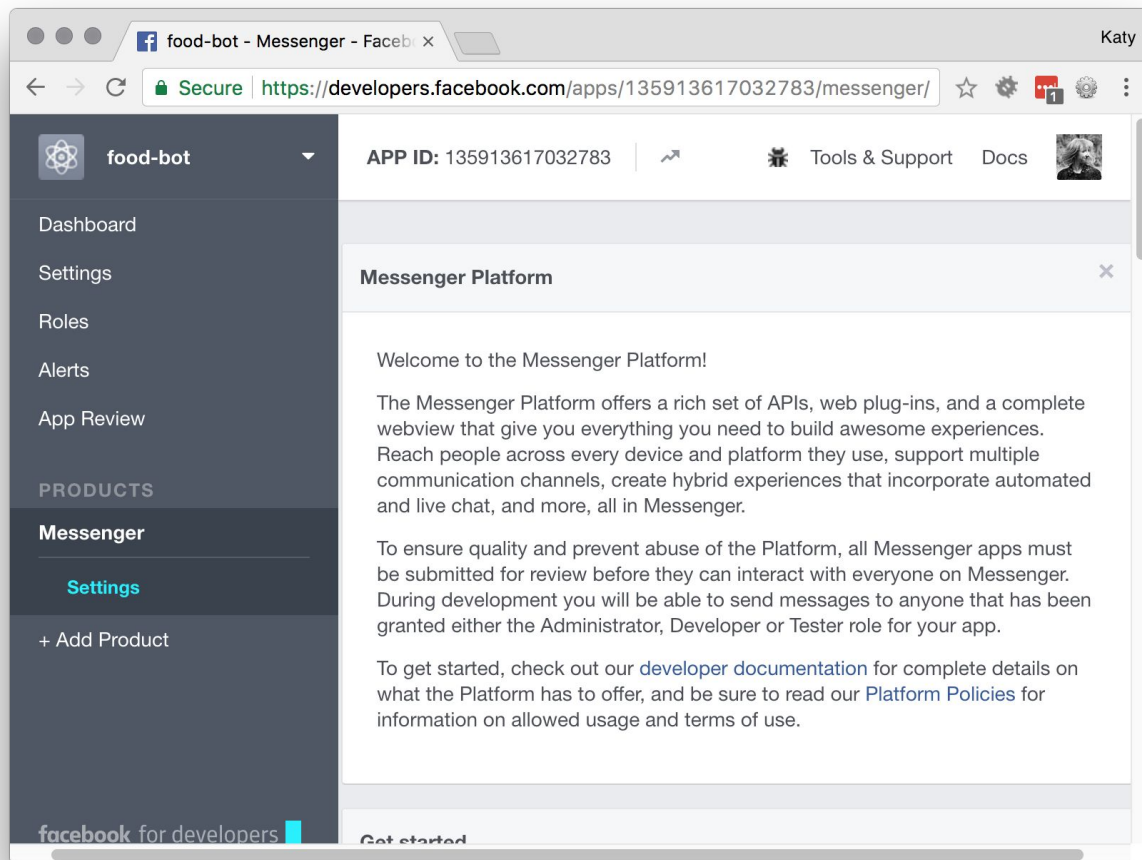 food-bot - Messenger - Faceb
Katy
Secure https://developers.facebook.com/apps/135913617032783/messenger/
1
food-bot
APP ID: 135913617032783
Tools & Support
Docs
Dashboard
Settings
Roles
Alerts
App Review
PRODUCTS
Messenger
Settings
+ Add Product
facebook for developers
Messenger Platform
Welcome to the Messenger Platform!
The Messenger Platform offers a rich set of APIs, web plug-ins, and a complete
webview that give you everything you need to build awesome experiences.
Reach people across every device and platform they use, support multiple
communication channels, create hybrid experiences that incorporate automated
and live chat, and more, all in Messenger.
To ensure quality and prevent abuse of the Platform, all Messenger apps must
be submitted for review before they can interact with everyone on Messenger.
During development you will be able to send messages to anyone that has been
granted either the Administrator, Developer or Tester role for your app.
To get started, check out our developer documentation for complete details on
what the Platform has to offer, and be sure to read our Platform Policies for
information on allowed usage and terms of use.
Get started